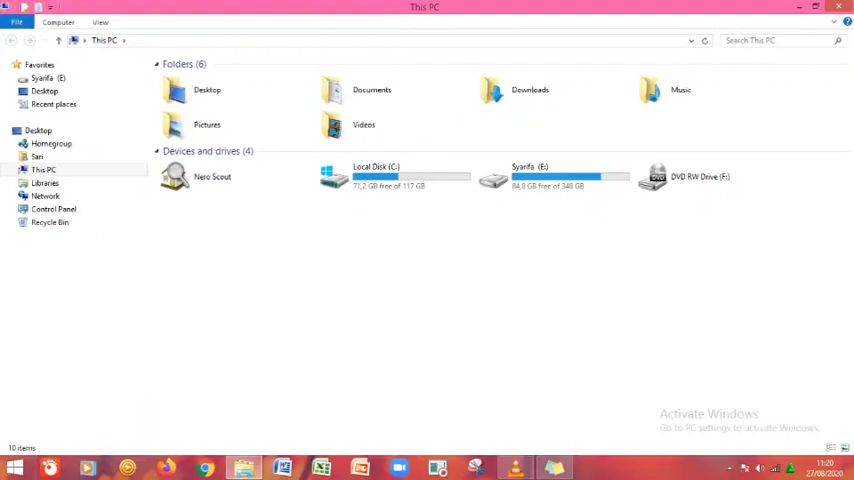 This PC
File Computer View
This PC
Search This PC
Favorites
Syarifa (E)
Desktop
Recent places
Desktop
Homegroup
Sari
This PC
Libraries
Network
Control Panel
Recycle Bin
Folders (6)
Desktop
Documents
Downloads
Music
Pictures
Videos
Devices and drives (4)
Nero Scout
Local Disk (C:)
71,2 GB free of 117 GB
Syarifa (E:)
84,8 GB free of 348 GB
DVD RW Drive (F:)
Activate Windows
Go to PC settings to activate Windows.
10 items
11:20
27/08/2020